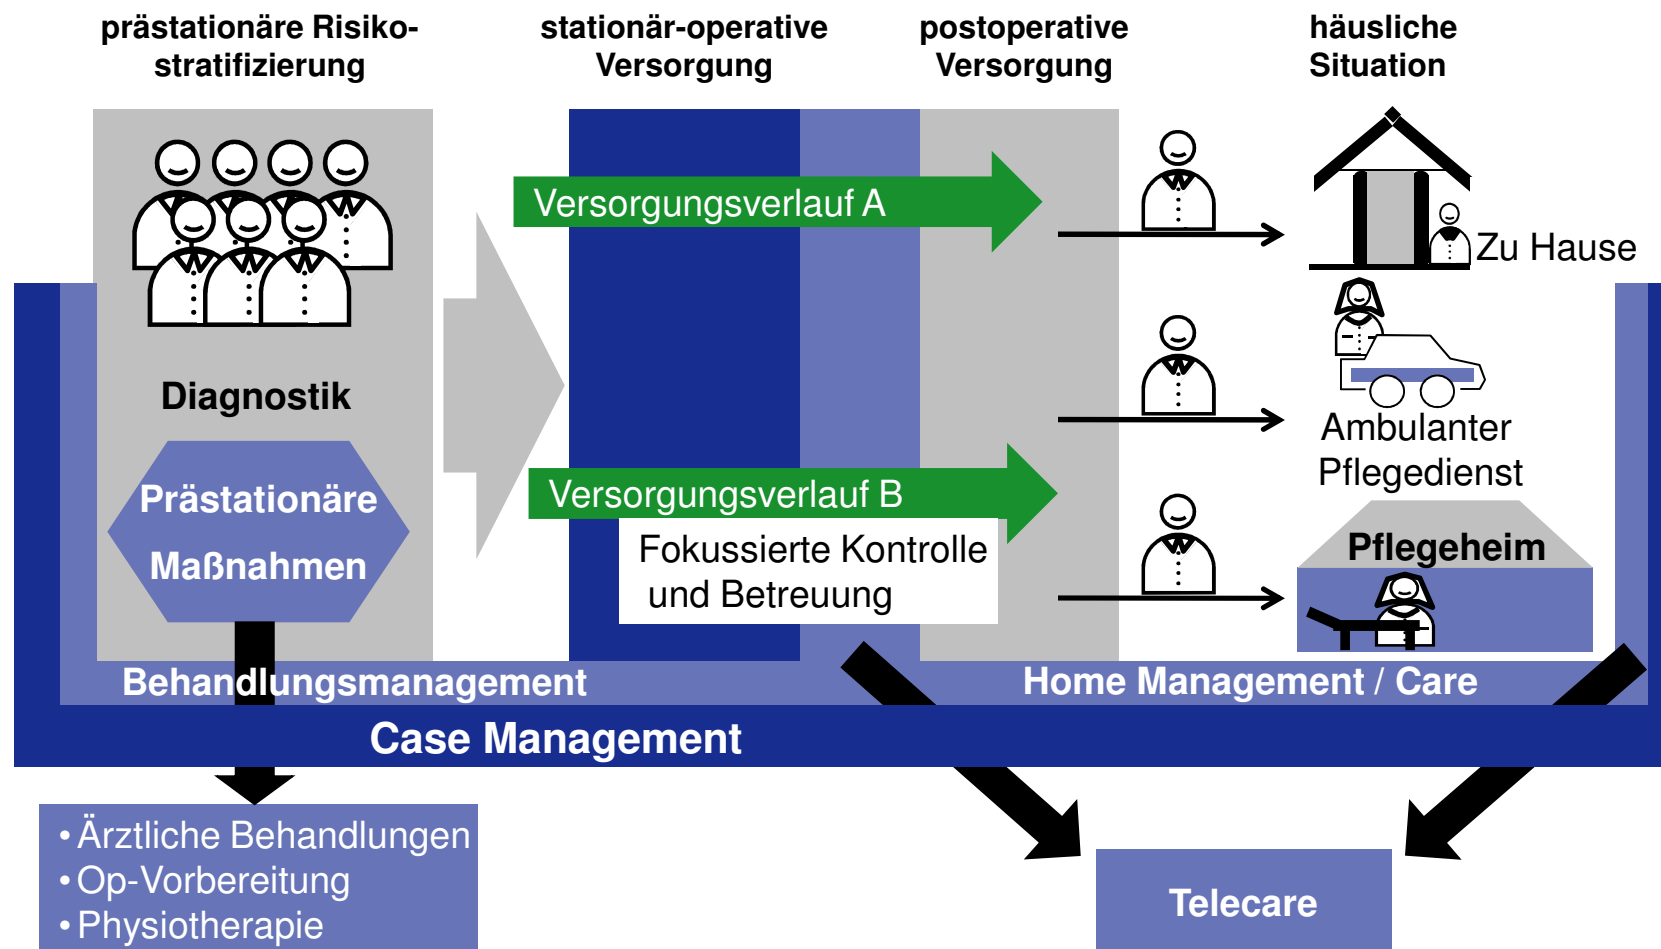 prästationäre Risiko-
stratifizierung
stationär-operative
Versorgung
postoperative
Versorgung
häusliche
Situation
Versorgungsverlauf A
Zu Hause
Diagnostik
Prästationäre
Maßnahmen
Ambulanter
Pflegedienst
Versorgungsverlauf B
Fokussierte Kontrolle
und Betreuung
Pflegeheim
Behandlungsmanagement
Home Management / Care
Case Management
• Ärztliche Behandlungen
• Op-Vorbereitung
• Physiotherapie
Telecare